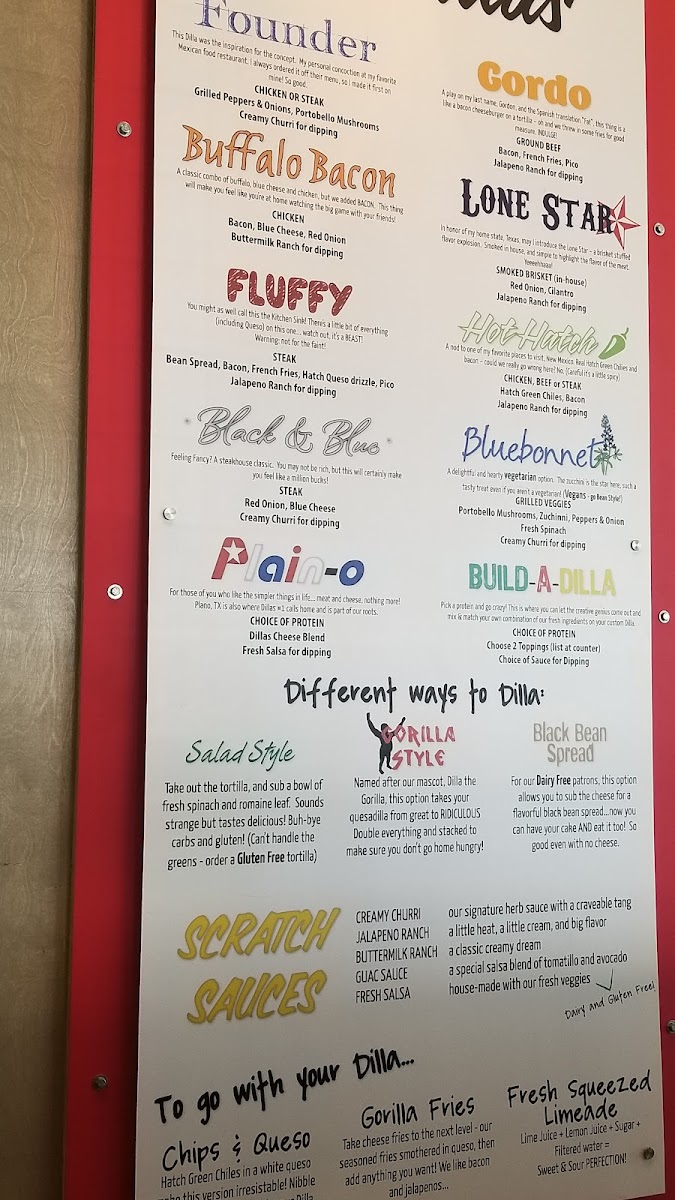 Founder
This Dilla was the inspiration for the concept. My personal concoction at my favorite
Mexican food restaurant; I always ordered it off their menu, so I made it first on
mine! So good.
CHICKEN OR STEAK
Grilled Peppers & Onions, Portobello Mushrooms
Creamy Churri for dipping
Buffalo Bacon
A classic combo of buffalo, blue cheese and chicken, but we added BACON. This thing
will make you feel like youre at home watching the big game with your friends!
CHICKEN
Bacon, Blue Cheese, Red Onion
Buttermilk Ranch for dipping
FLUFFY
You might as well call this the Kitchen Sink! Theres a little bit of everything
(including Queso) on this one... watch out, it's a BEAST!
Warning: not for the faint!
STEAK
Bean Spread, Bacon, French Fries, Hatch Queso drizzle, Pico
Jalapeno Ranch for dipping
Black & Blue
Feeling Fancy? A steakhouse classic. You may not be rich, but this will certainly make
you feel like a million bucks!
STEAK
Red Onion, Blue Cheese
Creamy Churri for dipping
Plain-o
For those of you who like the simpler things in life... meat and cheese, nothing more!
Plano, TX is also where Dillas #1 calls home and is part of our roots.
CHOICE OF PROTEIN
Dillas Cheese Blend
Fresh Salsa for dipping
Gordo
A play on my last name, Gordon, and the Spanish translation "Fat", this thing is a
like a bacon cheeseburger on a tortilla - oh and we threw in some fries for good
measure. INDULGE!
GROUND BEEF
Bacon, French Fries, Pico
Jalapeno Ranch for dipping
LONE STAR
In honor of my home state, Texas, may I introduce the Lone Star - a brisket stuffed
flavor explosion. Smoked in house, and simple to highlight the flavor of the meat.
SMOKED BRISKET (in-house)
Red Onion, Cilantro
Jalapeno Ranch for dipping
Hot Hatch
A nod to one of my favorite places to visit, New Mexico. Real Hatch Green Chiles and
bacon - could we really go wrong here? No. (Careful it's a little spicy)
CHICKEN, BEEF or STEAK
Hatch Green Chiles, Bacon
Jalapeno Ranch for dipping
Bluebonnet
A delightful and hearty vegetarian option. The zucchini is the star here, such a
tasty treat even if you aren't a vegetarian! (Vegans - go Bean Style!)
GRILLED VEGGIES
Portobello Mushrooms, Zuchinni, Peppers & Onion
Fresh Spinach
Creamy Churri for dipping
BUILD-A-DILLA
Pick a protein and go crazy! This is where you can let the creative genius come out and
mix & match your own combination of our fresh ingredients on your custom Dilla.
CHOICE OF PROTEIN
Choose 2 Toppings (list at counter)
Choice of Sauce for Dipping
Different ways to Dilla:
Salad Style
Take out the tortilla, and sub a bowl of
fresh spinach and romaine leaf. Sounds
strange but tastes delicious! Buh-bye
carbs and gluten! (Can't handle the
greens - order a Gluten Free tortilla)
GORILLA
STYLE
Named after our mascot, Dilla the
Gorilla, this option takes your
quesadilla from great to RIDICULOUS
Double everything and stacked to
make sure you don't go home hungry!
Black Bean
Spread
For our Dairy Free patrons, this option
allows you to sub the cheese for a
flavorful black bean spread...now you
can have your cake AND eat it too! So
good even with no cheese.
SCRATCH
SAUCES
CREAMY CHURRI our signature herb sauce with a craveable tang
JALAPENO RANCH a little heat, a little cream, and big flavor
BUTTERMILK RANCH a classic creamy dream
GUAC SAUCE a special salsa blend of tomatillo and avocado
FRESH SALSA house-made with our fresh veggies
Dairy and Gluten Free!
To go with your Dilla...
Chips & Queso
Hatch Green Chiles in a white queso
this version irresistable! Nibble
Dilla
Gorilla Fries
Take cheese fries to the next level - our
seasoned fries smothered in queso, then
add anything you want! We like bacon
and jalapenos...
Fresh Squeezed
Limeade
Lime Juice + Lemon Juice + Sugar +
Filtered water =
Sweet & Sour PERFECTION!